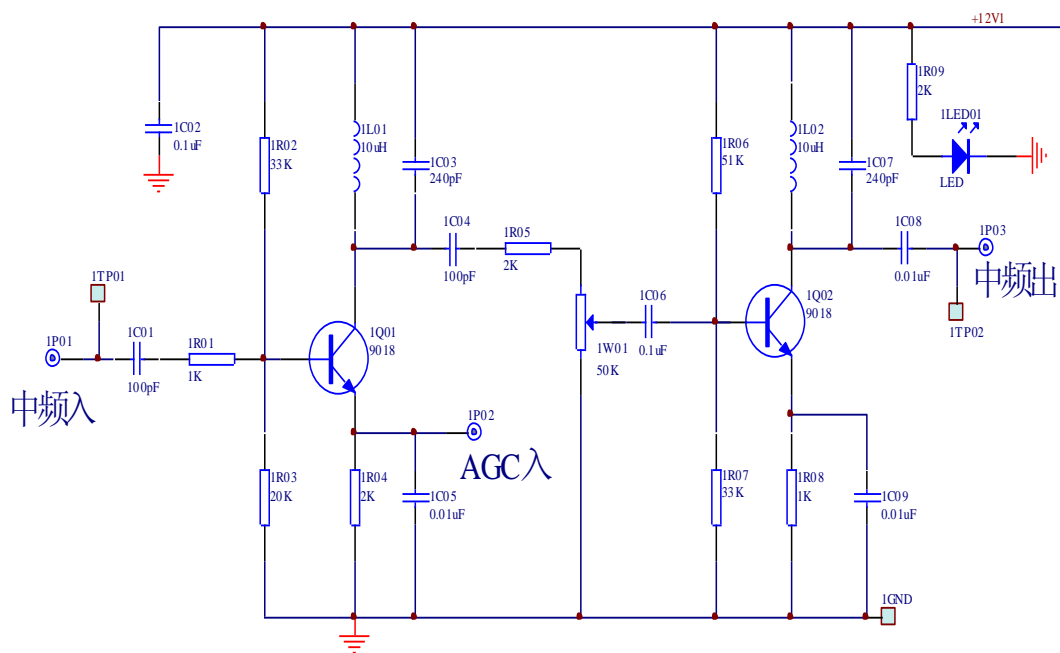 +12V1
1R09
2K
1LED01
LED
1C02
0.1uF
1R02
33K
1L01
10uH
1C03
240pF
1R06
51K
1L02
10uH
1C07
240pF
1C04
100pF
1R05
2K
1C08
0.01uF
1P03
中频出
1TP02
1TP01
1P01
中频入
1C01
100pF
1R01
1K
1Q01
9018
1W01
50K
1C06
0.1uF
1Q02
9018
1P02
AGC入
1R03
20K
1R04
2K
1C05
0.01uF
1R07
33K
1R08
1K
1C09
0.01uF
1GND